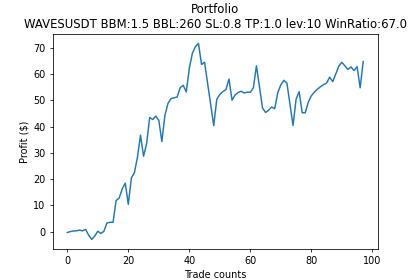 Portfolio
WAVESUSDT BBM:1.5 BBL:260 SL:0.8 TP:1.0 lev:10 WinRatio:67.0
Profit ($)
70
60
50
40
30
20
10
0
0 20 40 60 80 100
Trade counts